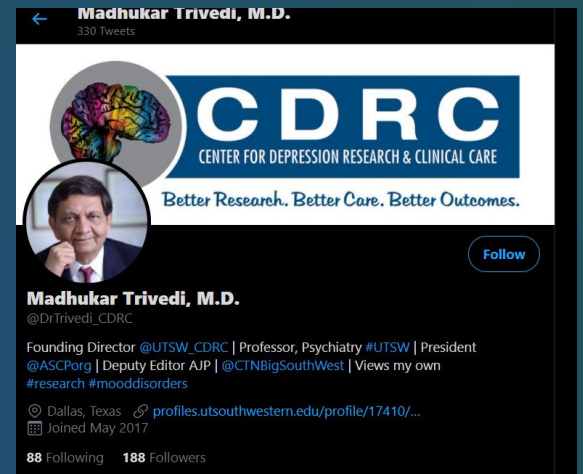 Madhukar Trivedi, M.D.
330 Tweets
CDRC
CENTER FOR DEPRESSION RESEARCH & CLINICAL CARE
Better Research. Better Care. Better Outcomes.
Follow
Madhukar Trivedi, M.D.
@DrTrivedi_CDRC
Founding Director @UTSW_CDRC | Professor, Psychiatry #UTSW | President
@ASCPorg | Deputy Editor AJP | @CTNBigSouthWest | Views my own
#research #mooddisorders
Dallas, Texas profiles.utsouthwestern.edu/profile/17410/...
Joined May 2017
88 Following 188 Followers